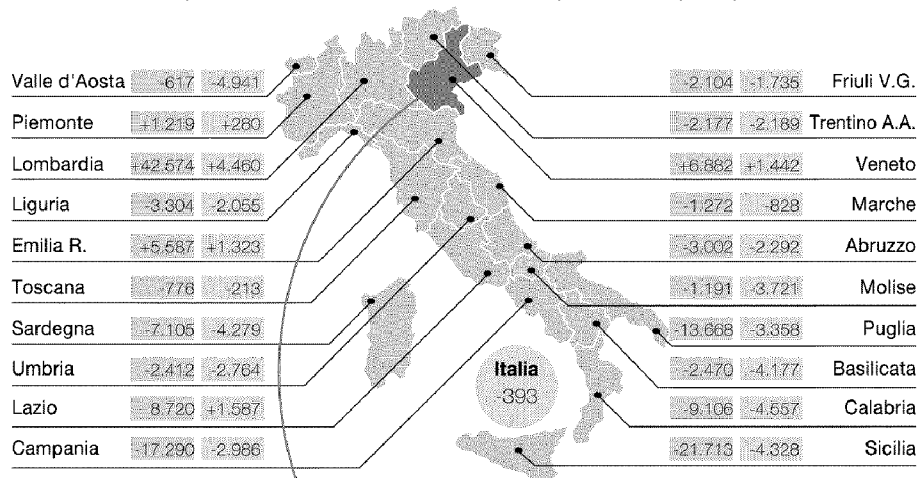 Valle d'Aosta -617 -4.941
Piemonte +1.219 +280
Lombardia +42.574 +4.460
Liguria -3.304 -2.055
Emilia R. +5.587 +1.323
Toscana -776 213
Sardegna -7.105 -4.279
Umbria -2.412 -2.764
Lazio 8.720 +1.587
Campania -17.290 -2.986
Italia
-393
-2.104 -1.735 Friuli V.G.
-2.177 -2.189 Trentino A.A.
+6.882 +1.442 Veneto
-1.272 -828 Marche
-3.002 -2.292 Abruzzo
-1.191 -3.721 Molise
-13.668 -3.358 Puglia
-2.470 -4.177 Basilicata
-9.106 -4.557 Calabria
-21.713 -4.328 Sicilia